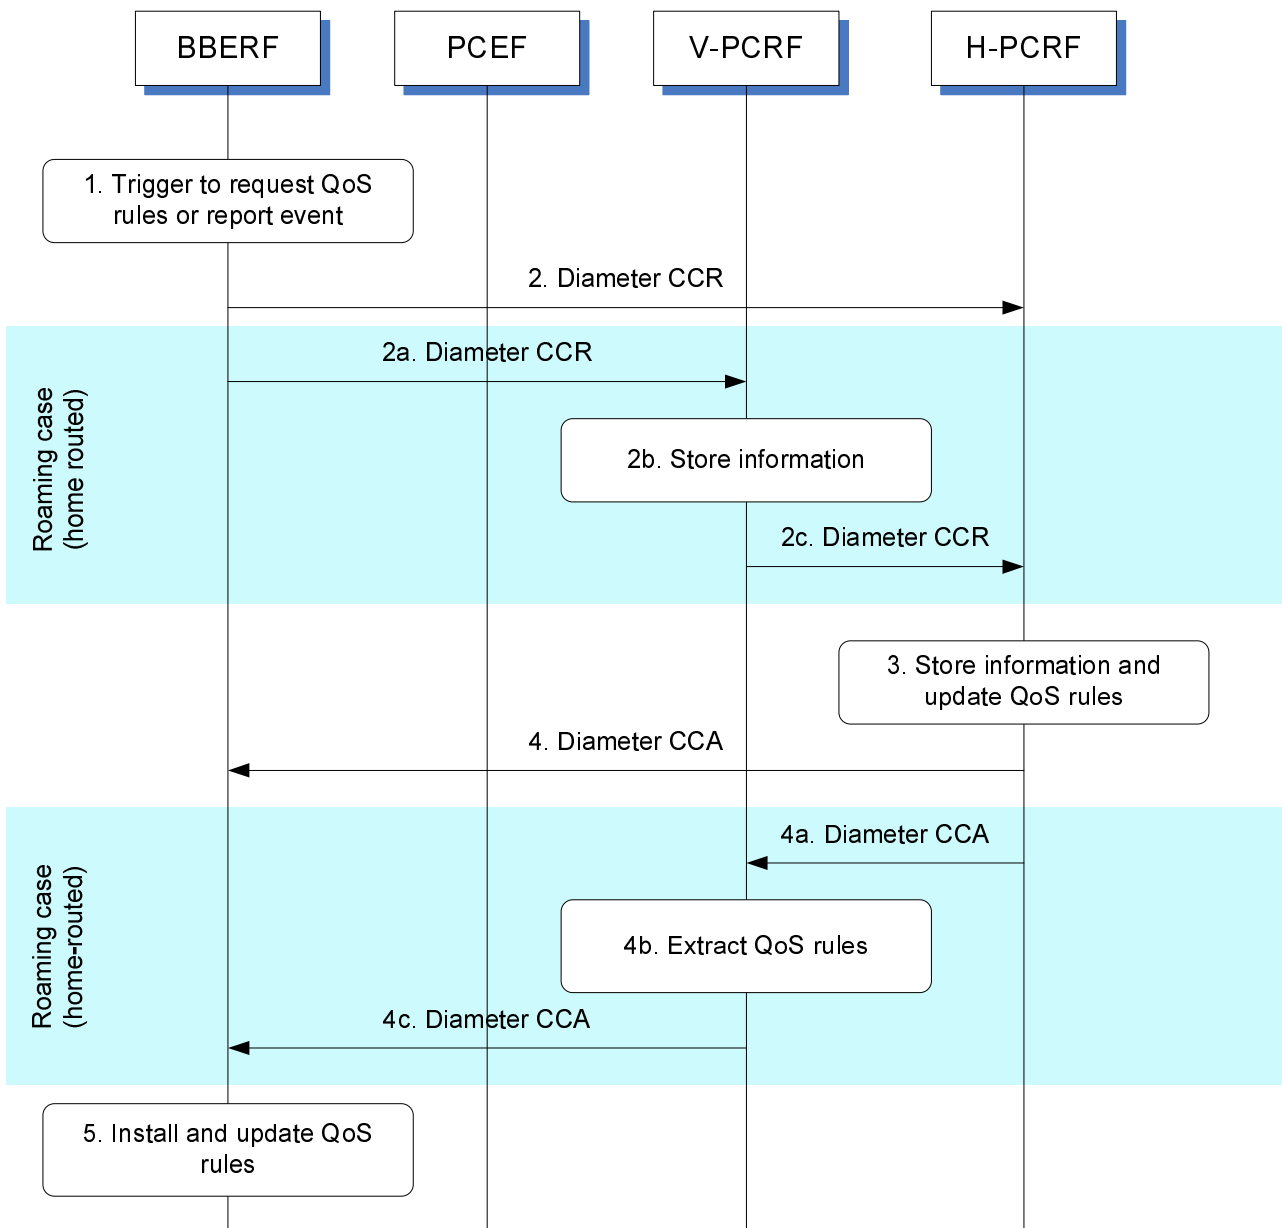 BBERF
PCEF
V-PCRF
H-PCRF
1. Trigger to request QoS
rules or report event
2. Diameter CCR
2a. Diameter CCR
Roaming case
(home routed)
2b. Store information
2c. Diameter CCR
3. Store information and
update QoS rules
4. Diameter CCA
4a. Diameter CCA
Roaming case
(home-routed)
4b. Extract QoS rules
4c. Diameter CCA
5. Install and update QoS
rules